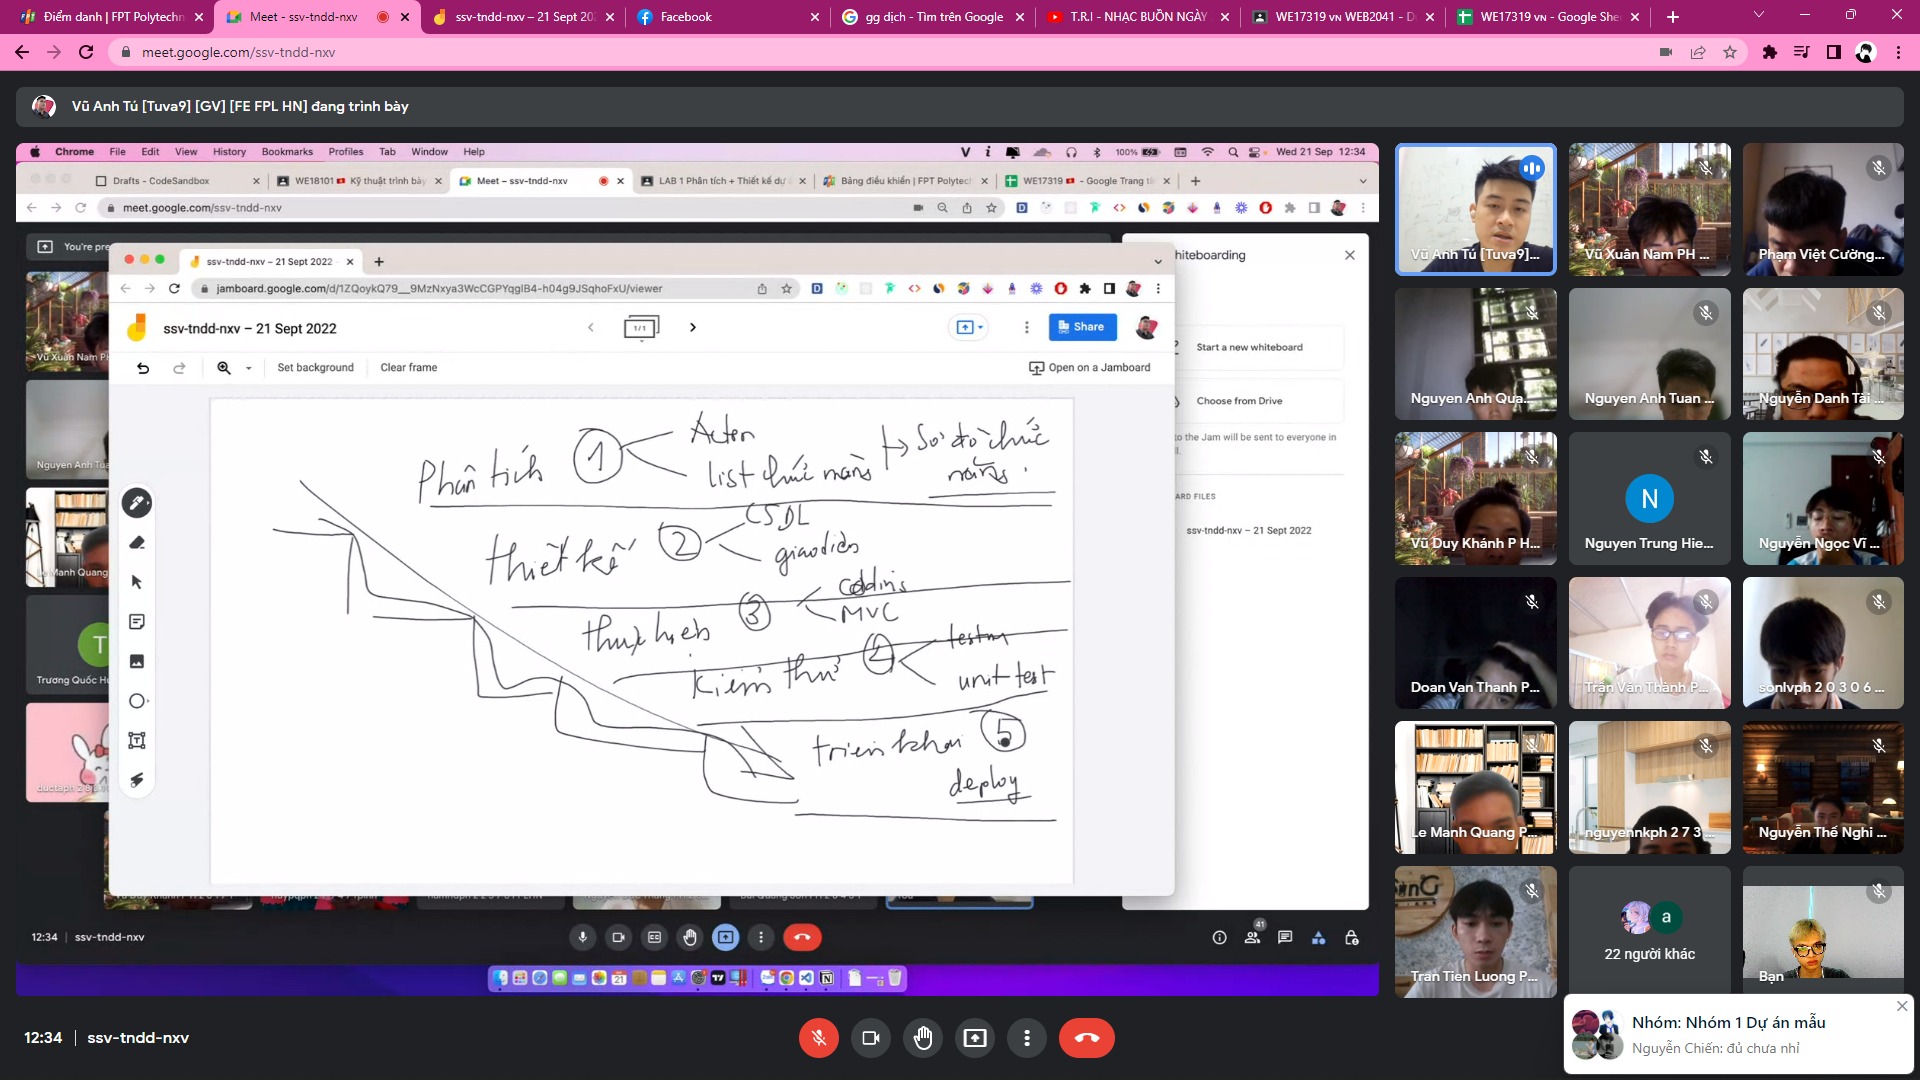 Điểm danh | FPT Polytechn
Meet - ssv-tndd-nxv
ssv-tndd-nxv – 21 Sept 202
Facebook
gg dịch - Tìm trên Google
T.R.I - NHẠC BUỒN NGÀY
WE17319 VN WEB2041 - D
WE17319 VN - Google She
meet.google.com/ssv-tndd-nxv
Vũ Anh Tú [Tuva9] [GV] [FE FPL HN] đang trình bày
Chrome File Edit View History Bookmarks Profiles Tab Window Help
100% Wed 21 Sep 12:34
Drafts - CodeSandbox
WE18101 Kỹ thuật trình bày
Meet – ssv-tndd-nxv
LAB 1 Phân tích + Thiết kế dự á
Bảng điều khiển | FPT Polytech
WE17319 - Google Trang tí
meet.google.com/ssv-tndd-nxv
You're pre
ssv-tndd-nxv – 21 Sept 2022
jamboard.google.com/d/1ZQoykQ79__9MzNxya3WcCGPYqgIB4-h04g9JSqhoFxU/viewer
ssv-tndd-nxv – 21 Sept 2022
1/1
Share
Set background
Clear frame
Open on a Jamboard
Phân tích 1 Actor
list chức năng
Sơ đồ chức
năng.
thiết kế 2 CSDL
giao diện
thực hiện 3 coding
MVC
kiểm thử 4 testing
unit test
triển khai 5
deploy
hiteboarding
Start a new whiteboard
Choose from Drive
to the Jam will be sent to everyone in
ll.
ARD FILES
ssv-tndd-nxv – 21 Sept 2022
Vũ Xuân Nam PH
Nguyen Anh Tua
Le Manh Quang
T
Trương Quốc Hu
12:34 | ssv-tndd-nxv
41
Vũ Anh Tú [Tuva9]...
Vũ Xuân Nam PH ...
Phạm Việt Cường...
Nguyen Anh Qua...
Nguyen Anh Tuan ...
Nguyễn Danh Tài ...
Vũ Duy Khánh P H...
N
Nguyen Trung Hie...
Nguyễn Ngọc Vĩ ...
Doan Van Thanh P...
Trần Văn Thành P...
sonlvph 2 0 3 0 6 ...
Le Manh Quang P...
nguyennkph 2 7 3 ...
Nguyễn Thế Nghi ...
Tran Tien Luong P...
a
22 người khác
Bạn
12:34 | ssv-tndd-nxv
Nhóm: Nhóm 1 Dự án mẫu
Nguyễn Chiến: đủ chưa nhỉ